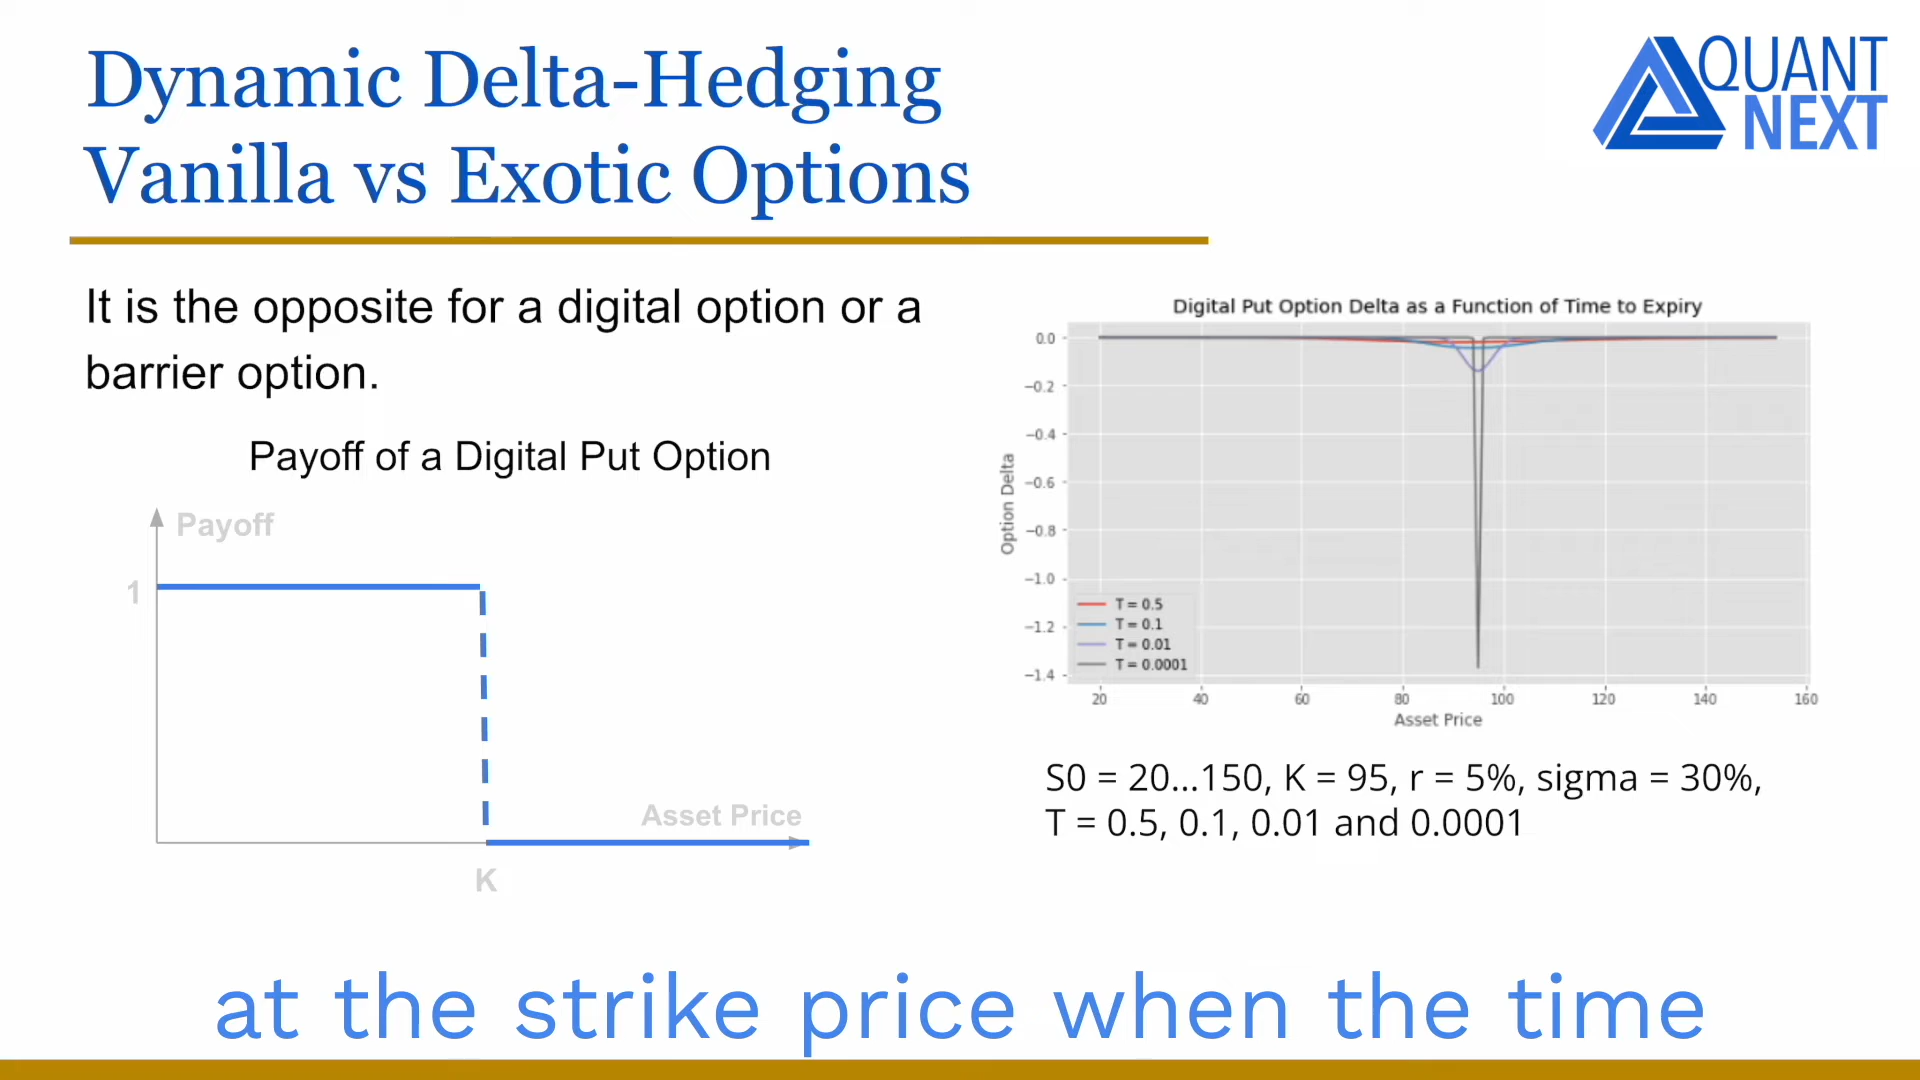 Dynamic Delta-Hedging
Vanilla vs Exotic Options
QUANT
NEXT
It is the opposite for a digital option or a
barrier option.
Payoff of a Digital Put Option
Payoff
1
Asset Price
K
Digital Put Option Delta as a Function of Time to Expiry
0.0
−0.2
−0.4
−0.6
−0.8
−1.0
−1.2
−1.4
Option Delta
T = 0.5
T = 0.1
T = 0.01
T = 0.0001
20 40 60 80 100 120 140 160
Asset Price
S0 = 20...150, K = 95, r = 5%, sigma = 30%,
T = 0.5, 0.1, 0.01 and 0.0001
at the strike price when the time